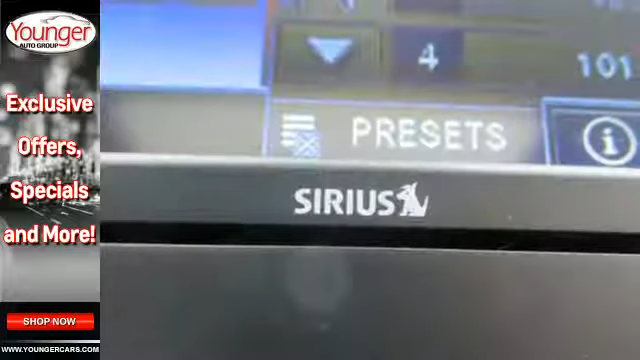 Younger
AUTO GROUP
Exclusive
Offers,
Specials
and More!
SHOP NOW
WWW.YOUNGERCARS.COM
4
101
PRESETS
i
SIRIUS